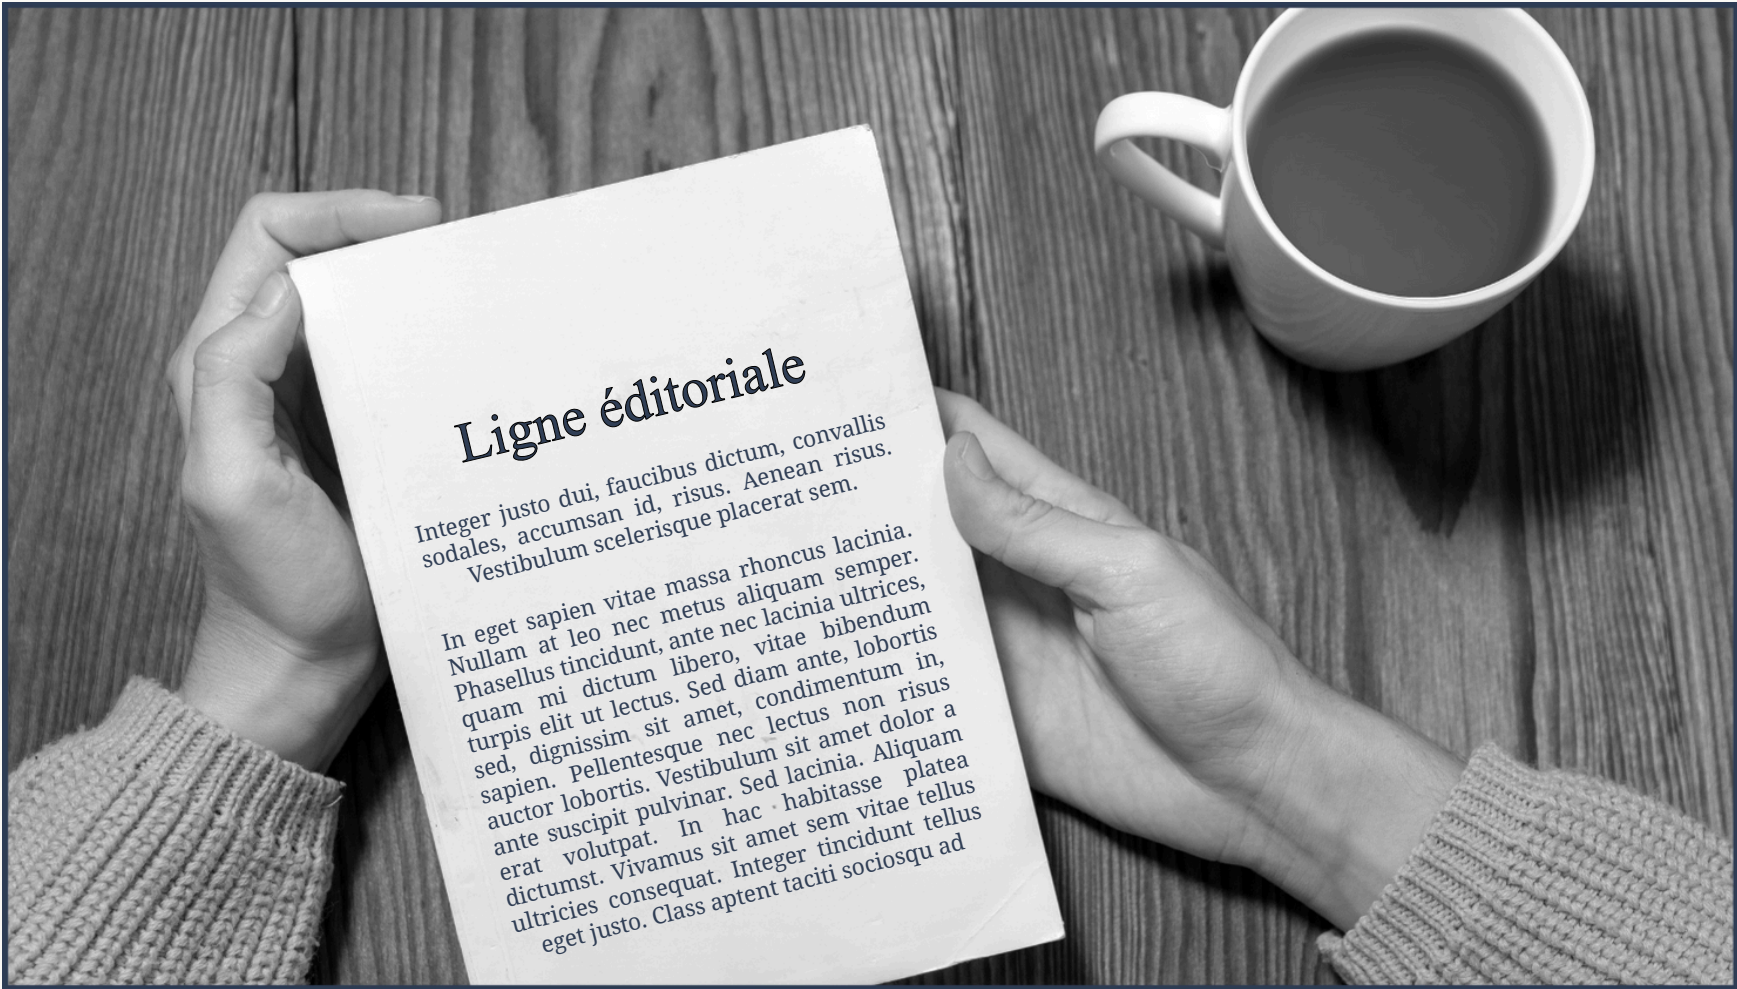 Ligne éditoriale
Integer justo dui, faucibus dictum, convallis
sodales, accumsan id, risus. Aenean risus.
Vestibulum scelerisque placerat sem.
In eget sapien vitae massa rhoncus lacinia.
Nullam at leo nec metus aliquam semper.
Phasellus tincidunt, ante nec lacinia ultrices,
quam mi dictum libero, vitae bibendum
turpis elit ut lectus. Sed diam ante, lobortis
sed, dignissim sit amet, condimentum in,
sapien. Pellentesque nec lectus non risus
auctor lobortis. Vestibulum sit amet dolor a
ante suscipit pulvinar. Sed lacinia. Aliquam
erat volutpat. In hac habitasse platea
dictumst. Vivamus sit amet sem vitae tellus
ultricies consequat. Integer tincidunt tellus
eget justo. Class aptent taciti sociosqu ad